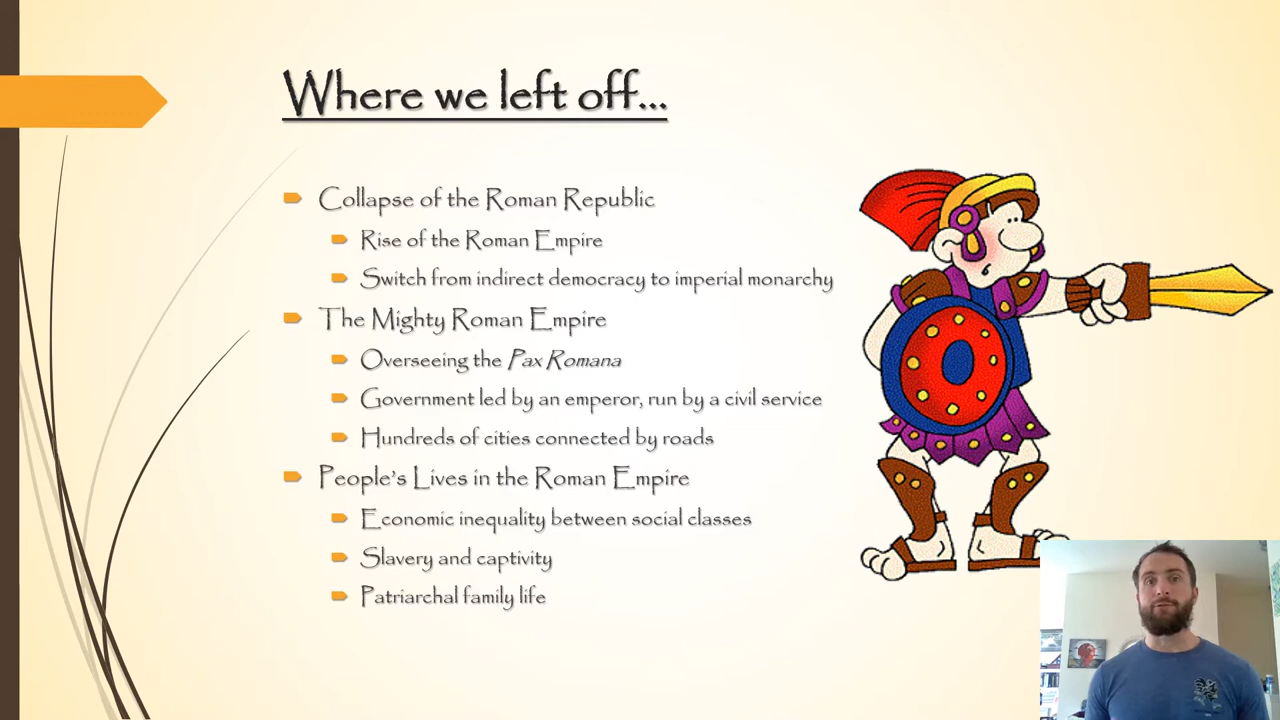 Where we left off...
Collapse of the Roman Republic
Rise of the Roman Empire
Switch from indirect democracy to imperial monarchy
The Mighty Roman Empire
Overseeing the Pax Romana
Government led by an emperor, run by a civil service
Hundreds of cities connected by roads
People's Lives in the Roman Empire
Economic inequality between social classes
Slavery and captivity
Patriarchal family life